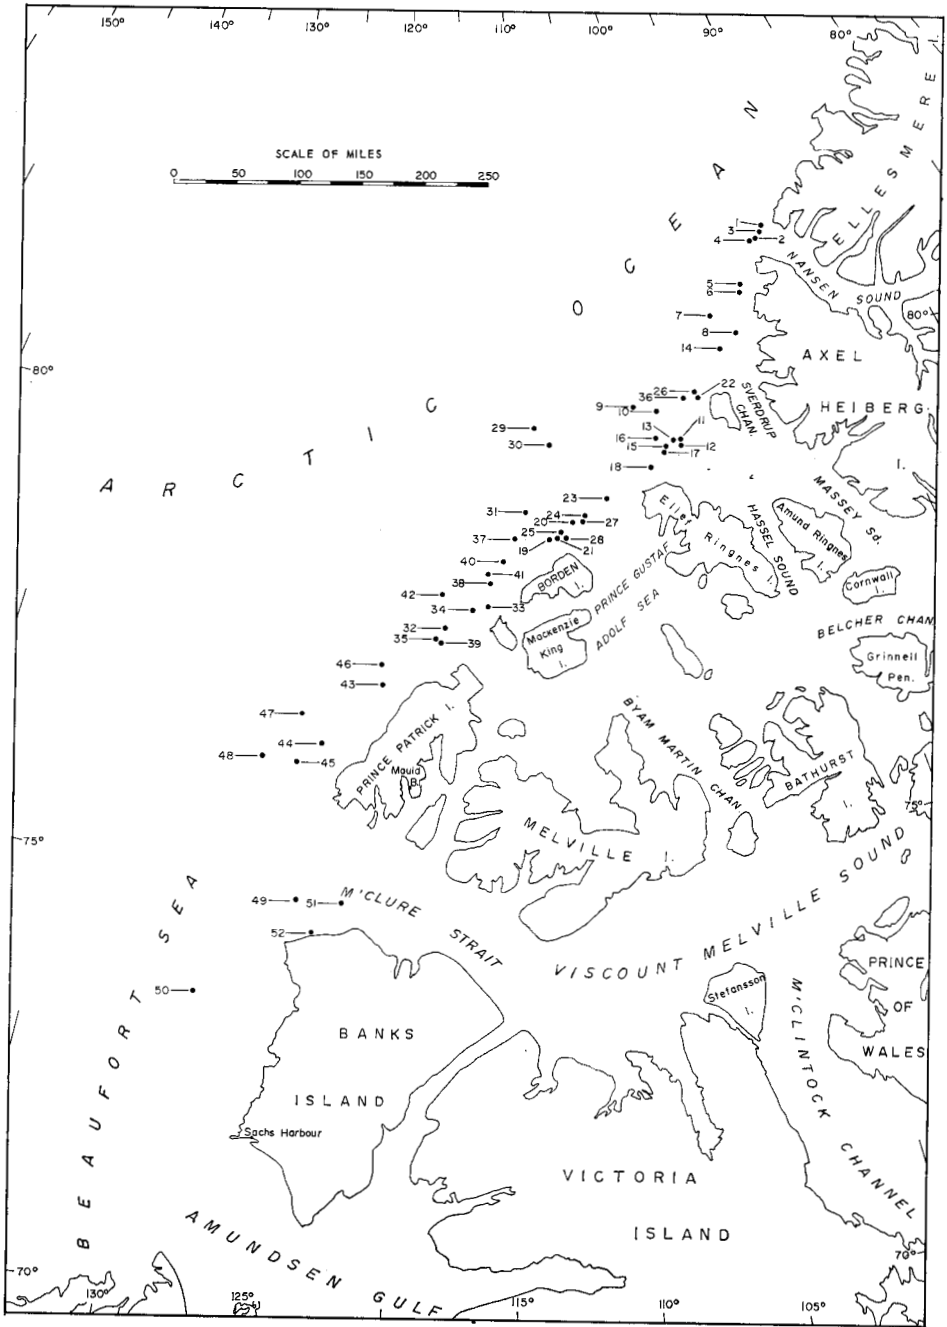 150° 140° 130° 120° 110° 100° 90° 80°
SCALE OF MILES
0 50 100 150 200 250
ARCTIC OCEAN
ELLESMERE I.
1
3
4 2
NANSEN SOUND
5
6
7
8
14
80°
80°
AXEL
HEIBERG
I.
26
36 22
9
10
SVERDRUP CHAN.
29
30
13 11
16
15 12
17
18
MASSEY Sd.
23
31
24
20 27
25
37 19 21 28
Ellef Ringnes I.
HASSEL SOUND
Amund Ringnes I.
40
41
38
42
34 33
BORDEN I.
PRINCE GUSTAF
ADOLF SEA
Cornwall I.
32
35 39
Mackenzie
King
I.
BELCHER CHAN
Grinnell
Pen.
46
43
47
44
48 45
PRINCE PATRICK I.
Mould
B.
BYAM MARTIN CHAN
BATHURST
I.
75°
75°
MELVILLE I.
49 51
52
50
M'CLURE STRAIT
VISCOUNT MELVILLE SOUND
Stefansson
I.
PRINCE
OF
WALES
M'CLINTOCK CHANNEL
BANKS
ISLAND
Sachs Harbour
BEAUFORT SEA
VICTORIA
ISLAND
AMUNDSEN GULF
70°
70°
130° 125° 115° 110° 105°